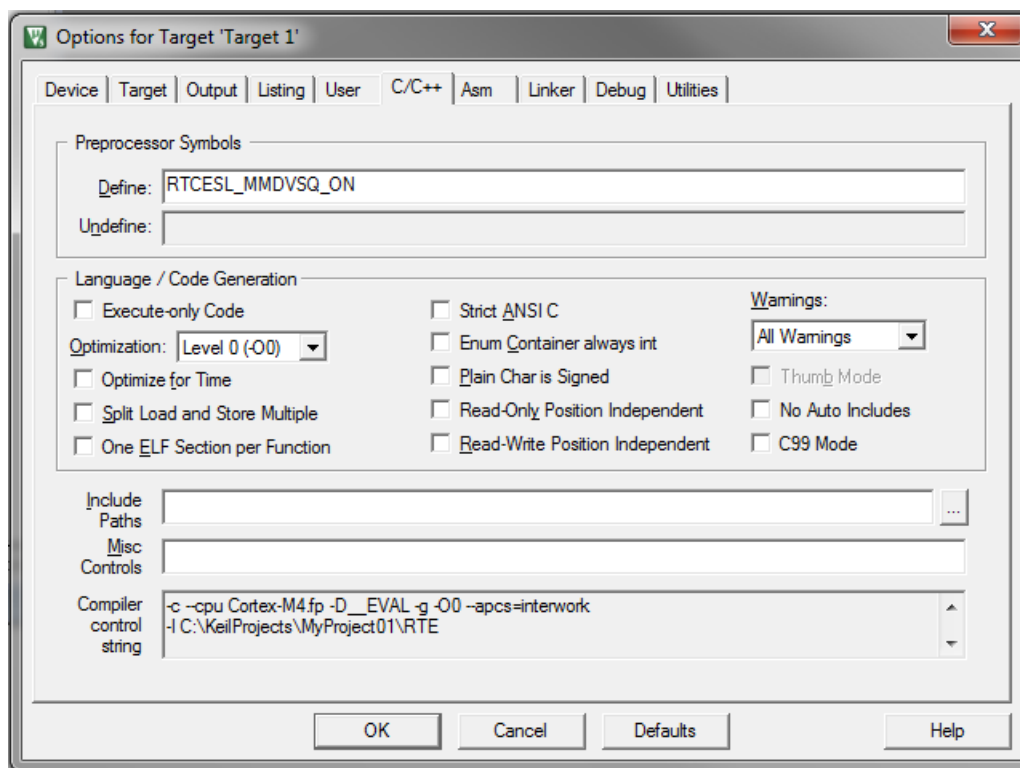 Options for Target 'Target 1'
Device Target Output Listing User C/C++ Asm Linker Debug Utilities
Preprocessor Symbols
Define: RTCESL_MMDVSQ_ON
Undefine:
Language / Code Generation
Execute-only Code
Optimization: Level 0 (-O0)
Optimize for Time
Split Load and Store Multiple
One ELF Section per Function
Strict ANSI C
Enum Container always int
Plain Char is Signed
Read-Only Position Independent
Read-Write Position Independent
Warnings:
All Warnings
Thumb Mode
No Auto Includes
C99 Mode
Include
Paths
...
Misc
Controls
Compiler
control
string
-c --cpu Cortex-M4.fp -D__EVAL -g -O0 --apcs=interwork
-I C:\KeilProjects\MyProject01\RTE
OK Cancel Defaults Help